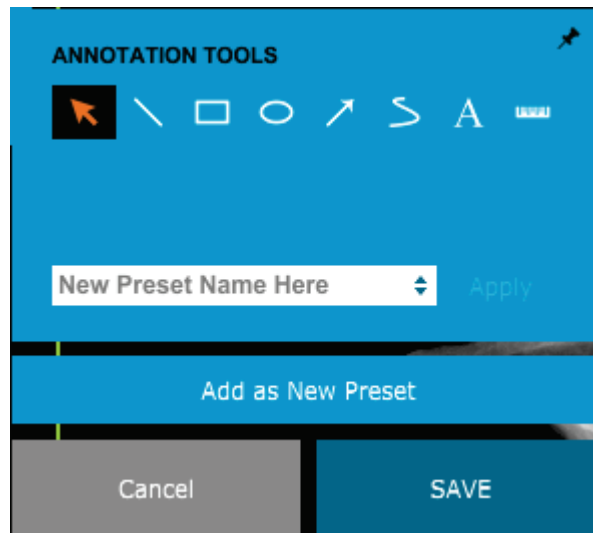 ANNOTATION TOOLS
A
New Preset Name Here
Apply
Add as New Preset
Cancel
SAVE